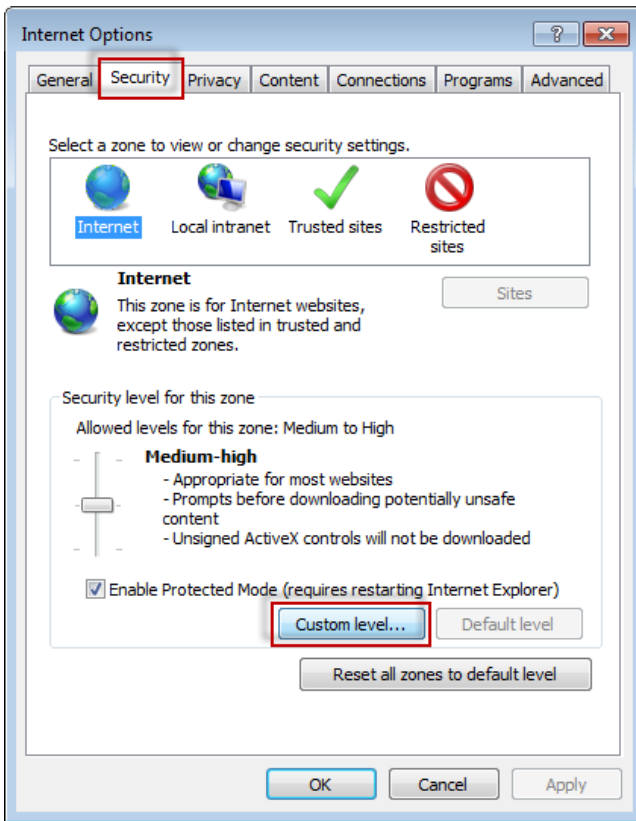 Internet Options
General Security Privacy Content Connections Programs Advanced
Select a zone to view or change security settings.
Internet Local intranet Trusted sites Restricted
sites
Internet
Sites
This zone is for Internet websites,
except those listed in trusted and
restricted zones.
Security level for this zone
Allowed levels for this zone: Medium to High
Medium-high
- Appropriate for most websites
- Prompts before downloading potentially unsafe
content
- Unsigned ActiveX controls will not be downloaded
Enable Protected Mode (requires restarting Internet Explorer)
Custom level... Default level
Reset all zones to default level
OK Cancel Apply